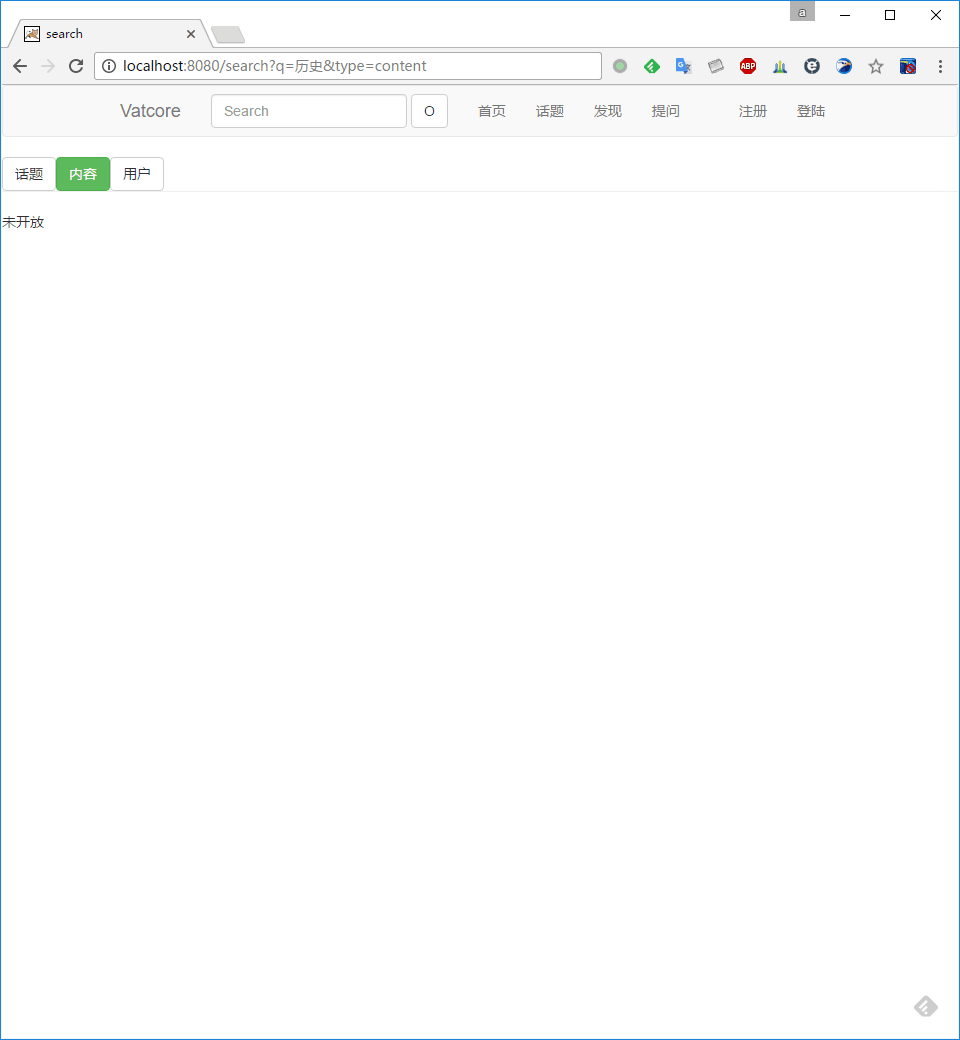 a
search
localhost:8080/search?q=历史&type=content
ABP
Vatcore Search O 首页 话题 发现 提问 注册 登陆
话题 内容 用户
未开放